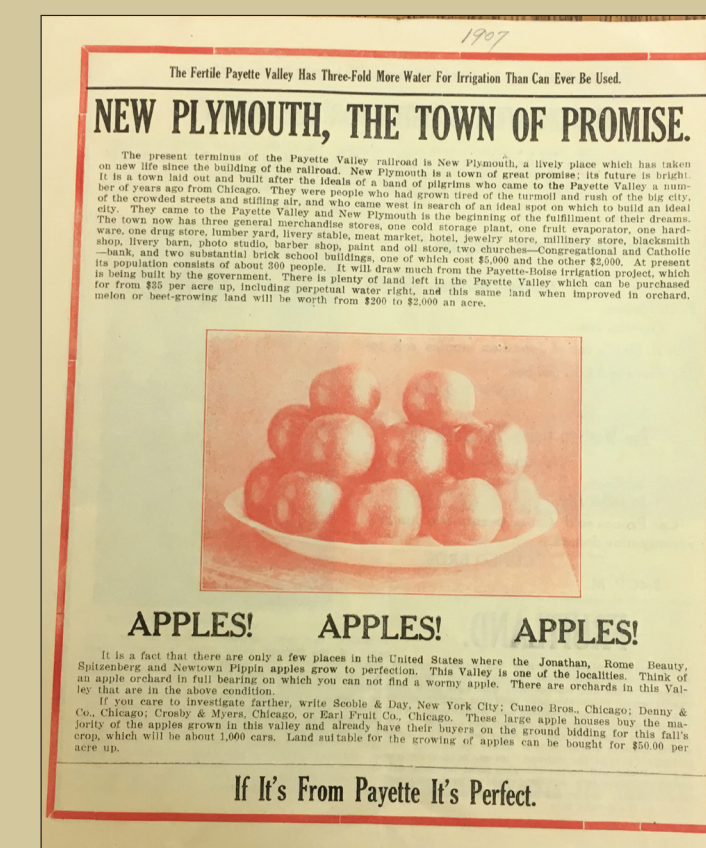 1907
The Fertile Payette Valley Has Three-Fold More Water For Irrigation Than Can Ever Be Used.
NEW PLYMOUTH, THE TOWN OF PROMISE.
The present terminus of the Payette Valley railroad is New Plymouth, a lively place which has taken
on new life since the building of the railroad. New Plymouth is a town of great promise; its future is bright.
It is a town laid out and built after the ideals of a band of pilgrims who came to the Payette Valley a num-
ber of years ago from Chicago. They were people who had grown tired of the turmoil and rush of the big city,
of the crowded streets and stifling air, and who came west in search of an ideal spot on which to build an ideal
city. They came to the Payette Valley and New Plymouth is the beginning of the fulfillment of their dreams.
The town now has three general merchandise stores, one cold storage plant, one fruit evaporator, one hard-
ware, one drug store, lumber yard, livery stable, meat market, hotel, jewelry store, millinery store, blacksmith
shop, livery barn, photo studio, barber shop, paint and oil store, two churches—Congregational and Catholic
—bank, and two substantial brick school buildings, one of which cost $5,000 and the other $2,000. At present
its population consists of about 300 people. It will draw much from the Payette-Boise irrigation project, which
is being built by the government. There is plenty of land left in the Payette Valley which can be purchased
for from $35 per acre up, including perpetual water right, and this same land when improved in orchard,
melon or beet-growing land will be worth from $200 to $2,000 an acre.
APPLES! APPLES! APPLES!
It is a fact that there are only a few places in the United States where the Jonathan, Rome Beauty,
Spitzenberg and Newtown Pippin apples grow to perfection. This Valley is one of the localities. Think of
an apple orchard in full bearing on which you can not find a wormy apple. There are orchards in this Val-
ley that are in the above condition.
If you care to investigate farther, write Scoble & Day, New York City; Cuneo Bros., Chicago; Denny &
Co., Chicago; Crosby & Myers, Chicago, or Earl Fruit Co., Chicago. These large apple houses buy the ma-
jority of the apples grown in this valley and already have their buyers on the ground bidding for this fall's
crop, which will be about 1,000 cars. Land suitable for the growing of apples can be bought for $50.00 per
acre up.
If It's From Payette It's Perfect.